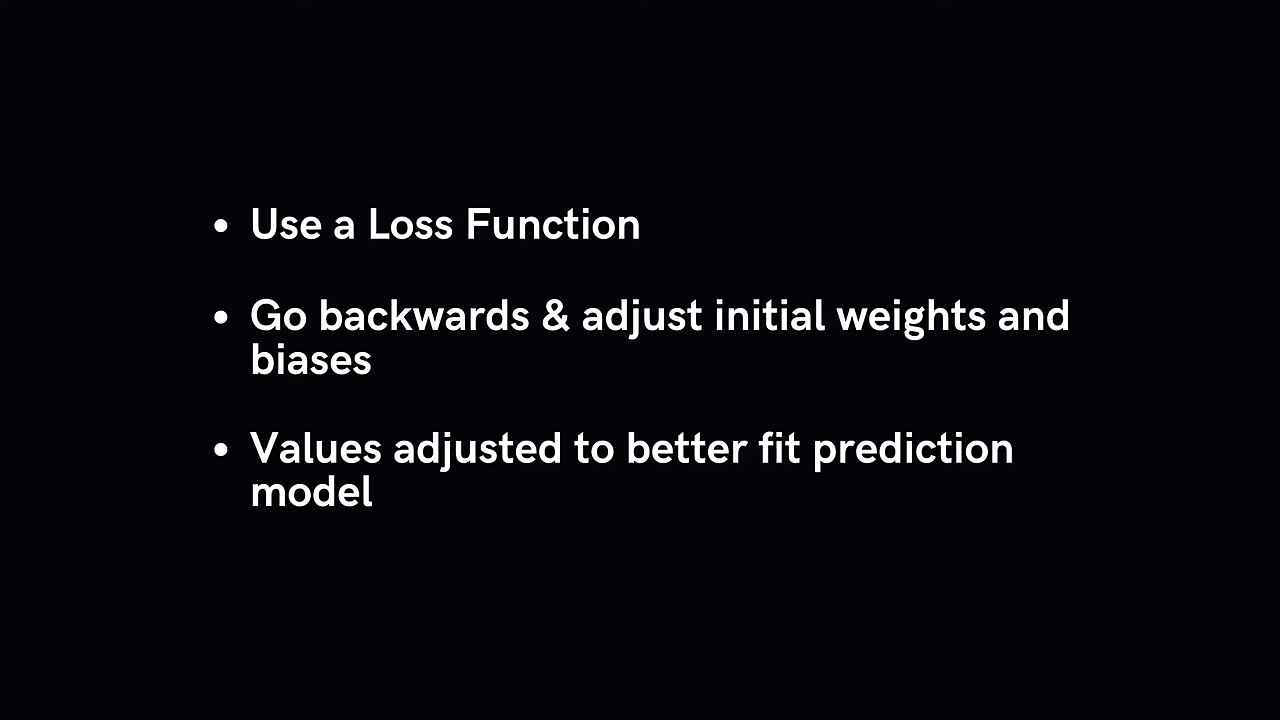 • Use a Loss Function
• Go backwards & adjust initial weights and
biases
• Values adjusted to better fit prediction
model